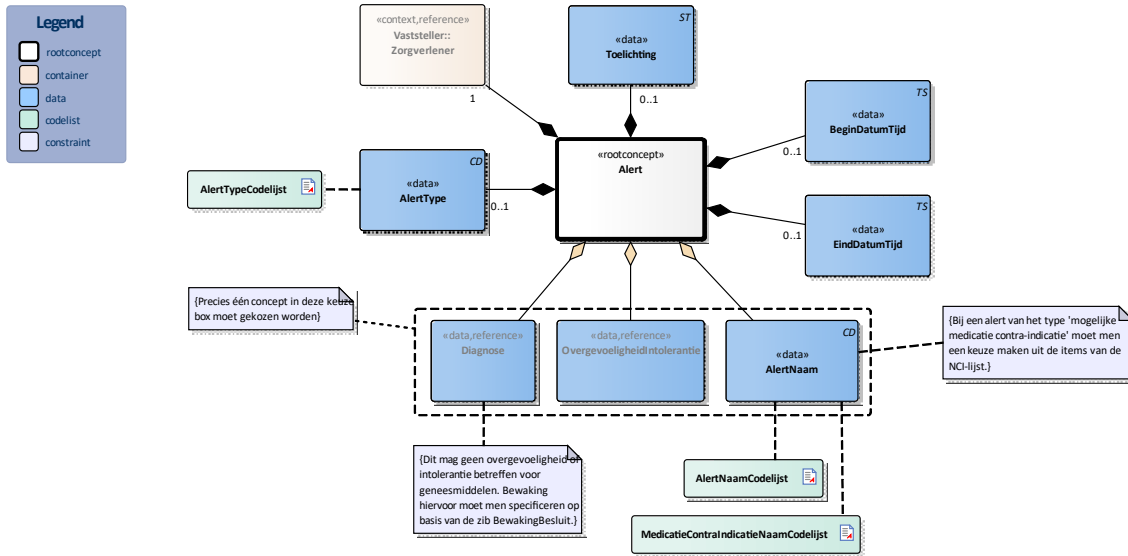 Legend
rootconcept
container
data
codelist
constraint
«context,reference»
Vaststeller::
Zorgverlener
1
ST
«data»
Toelichting
0..1
TS
«data»
BeginDatumTijd
0..1
«rootconcept»
Alert
CD
«data»
AlertType
0..1
AlertTypeCodelijst
TS
«data»
EindDatumTijd
0..1
{Precies één concept in deze keuze
box moet gekozen worden}
«data,reference»
Diagnose
«data,reference»
OvergevoeligheidIntolerantie
CD
«data»
AlertNaam
{Bij een alert van het type 'mogelijke
medicatie contra-indicatie' moet men
een keuze maken uit de items van de
NCI-lijst.}
{Dit mag geen overgevoeligheid of
intolerantie betreffen voor
geneesmiddelen. Bewaking
hiervoor moet men specificeren op
basis van de zib BewakingBesluit.}
AlertNaamCodelijst
MedicatieContraIndicatieNaamCodelijst